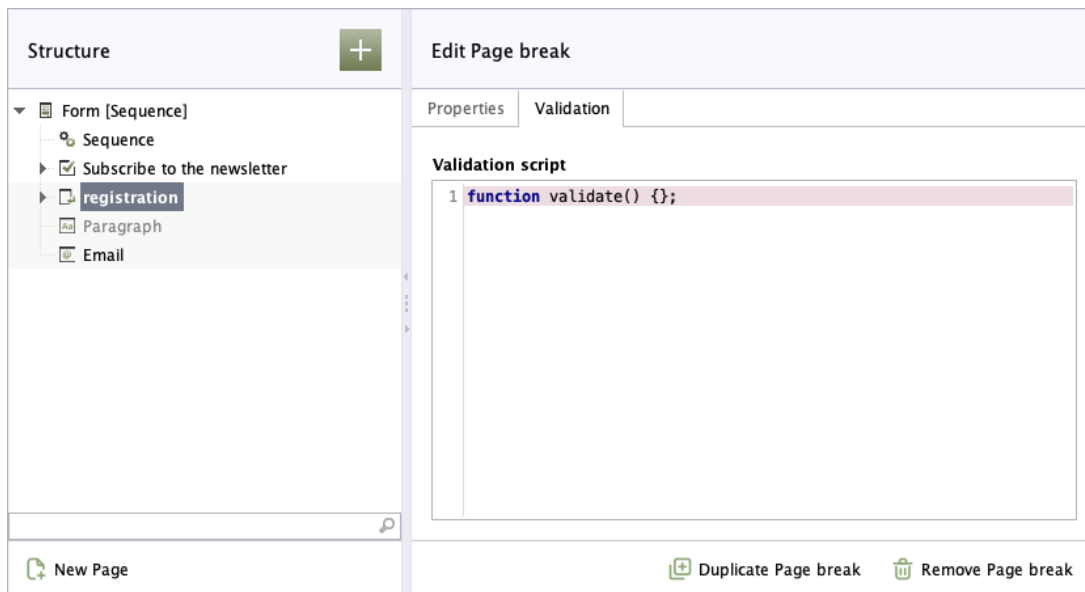 Structure
Form [Sequence]
Sequence
Subscribe to the newsletter
registration
Paragraph
Email
New Page
Edit Page break
Properties
Validation
Validation script
1 function validate() {};
Duplicate Page break
Remove Page break